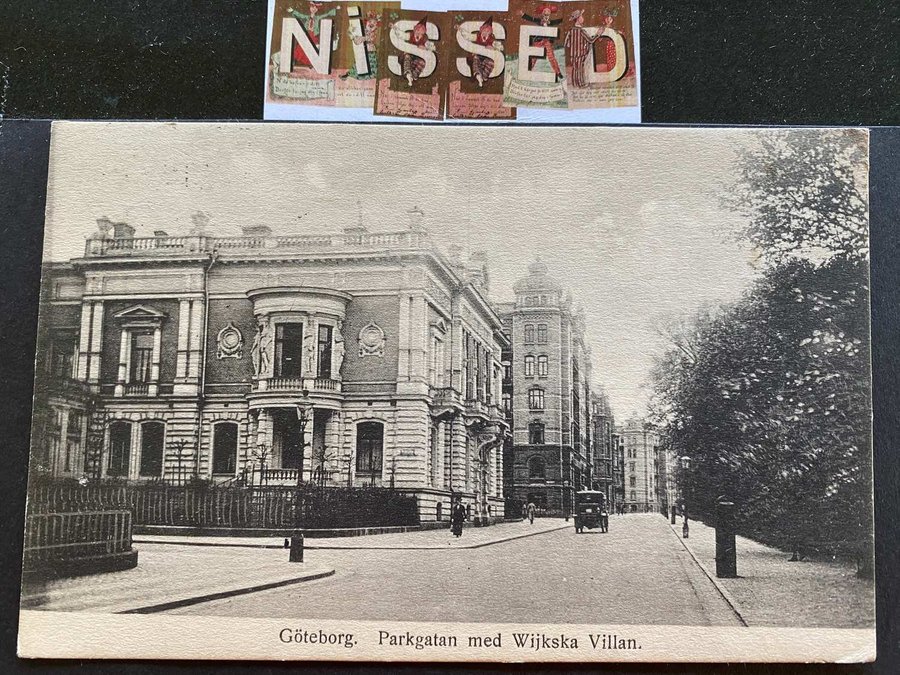 NiSSED
Göteborg. Parkgatan med Wijkska Villan.